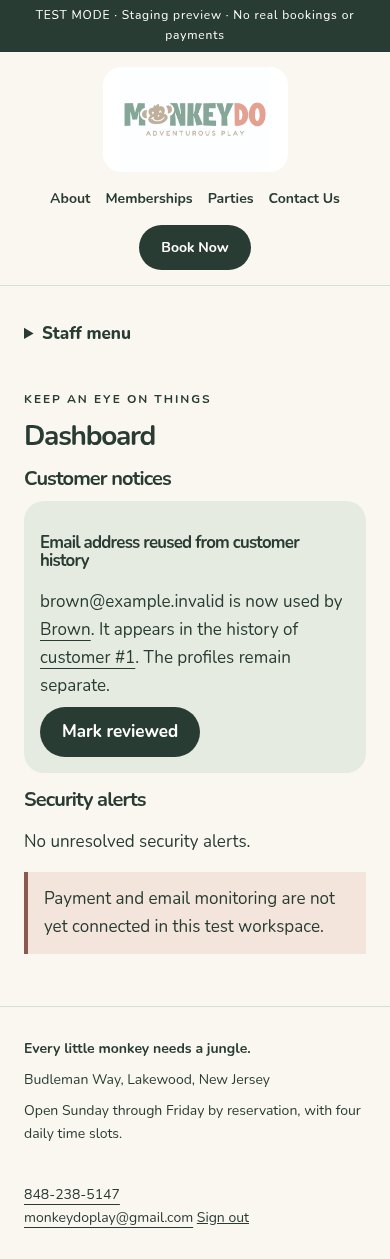 TEST MODE · Staging preview · No real bookings or
payments
MONKEYDO
ADVENTUROUS PLAY
About Memberships Parties Contact Us
Book Now
Staff menu
KEEP AN EYE ON THINGS
Dashboard
Customer notices
Email address reused from customer
history
brown@example.invalid is now used by
Brown. It appears in the history of
customer #1. The profiles remain
separate.
Mark reviewed
Security alerts
No unresolved security alerts.
Payment and email monitoring are not
yet connected in this test workspace.
Every little monkey needs a jungle.
Budleman Way, Lakewood, New Jersey
Open Sunday through Friday by reservation, with four
daily time slots.
848-238-5147
monkeydoplay@gmail.com Sign out